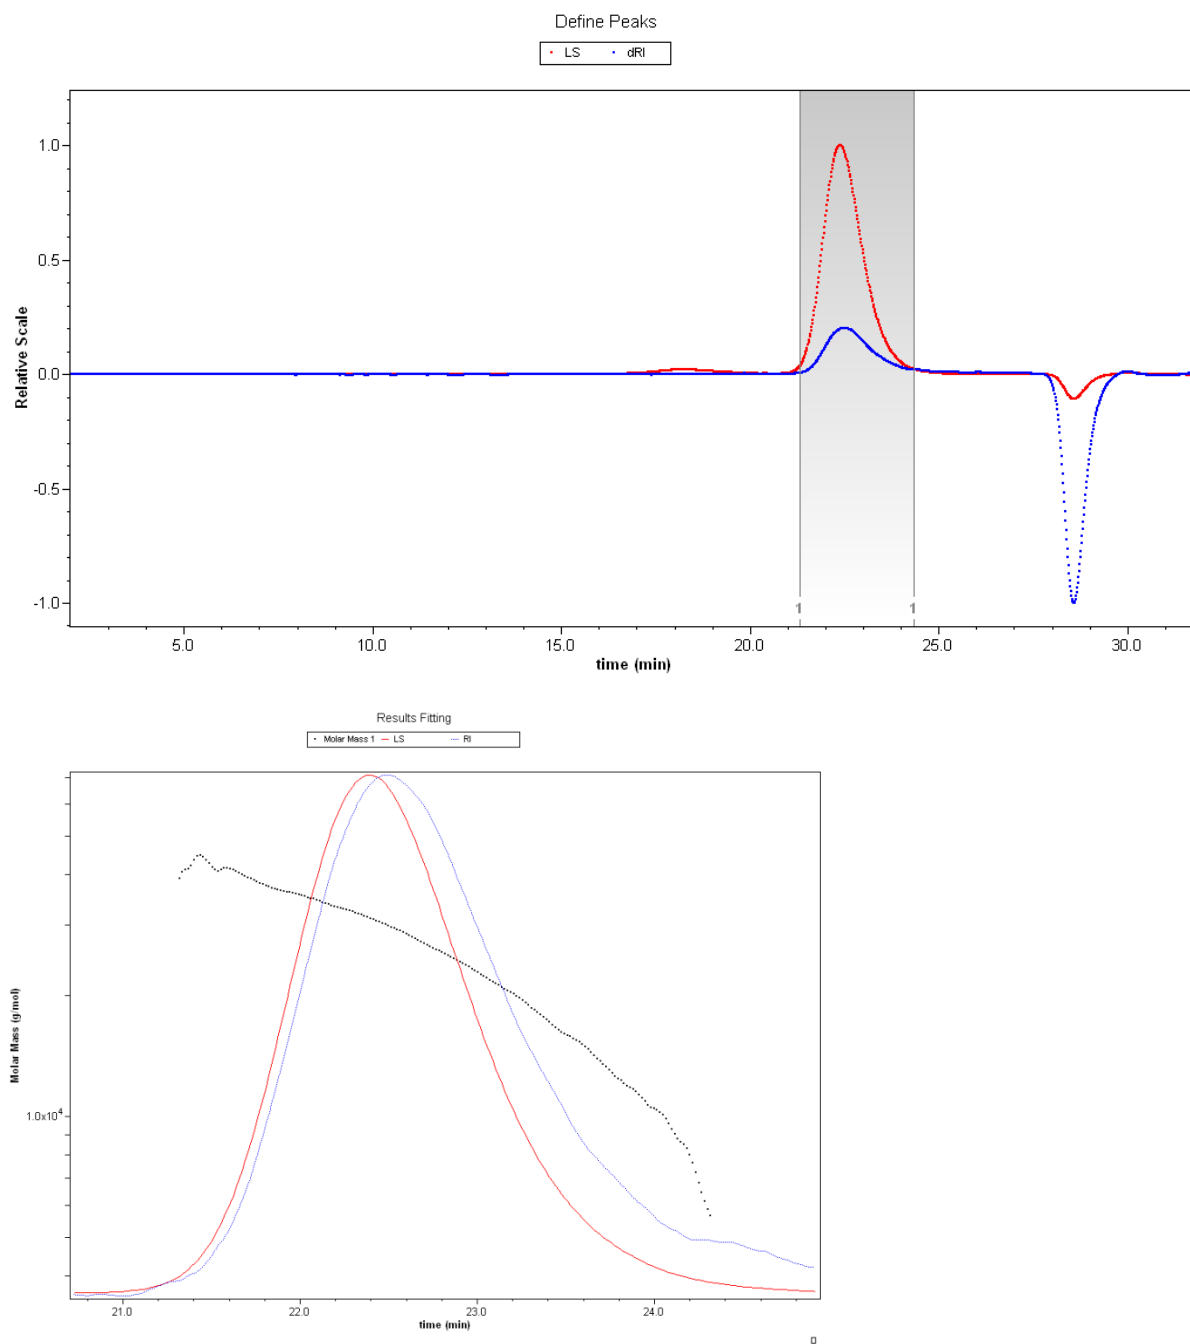 Define Peaks
LS dRI
1.0
0.5
0.0
-0.5
-1.0
Relative Scale
1 1
5.0 10.0 15.0 20.0 25.0 30.0
time (min)
Results Fitting
Molar Mass 1 LS RI
Molar Mass (g/mol)
1.0x10⁴
21.0 22.0 23.0 24.0
time (min)